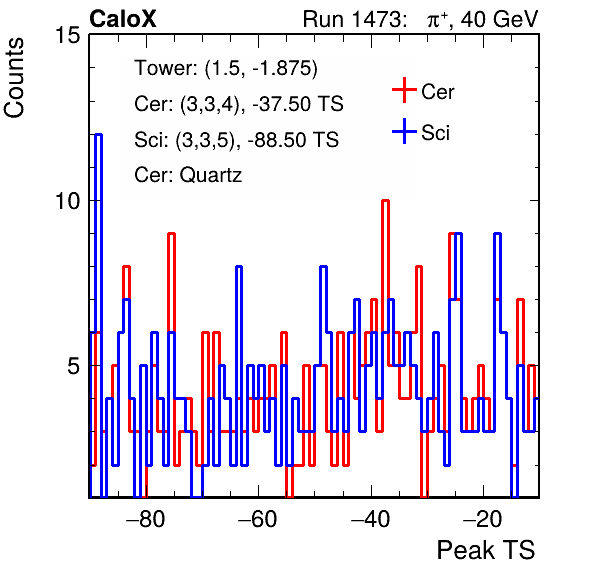 CaloX Run 1473: π⁺, 40 GeV
Counts
15
10
5
Tower: (1.5, -1.875)
Cer: (3,3,4), -37.50 TS
Sci: (3,3,5), -88.50 TS
Cer: Quartz
Cer
Sci
−80 −60 −40 −20
Peak TS